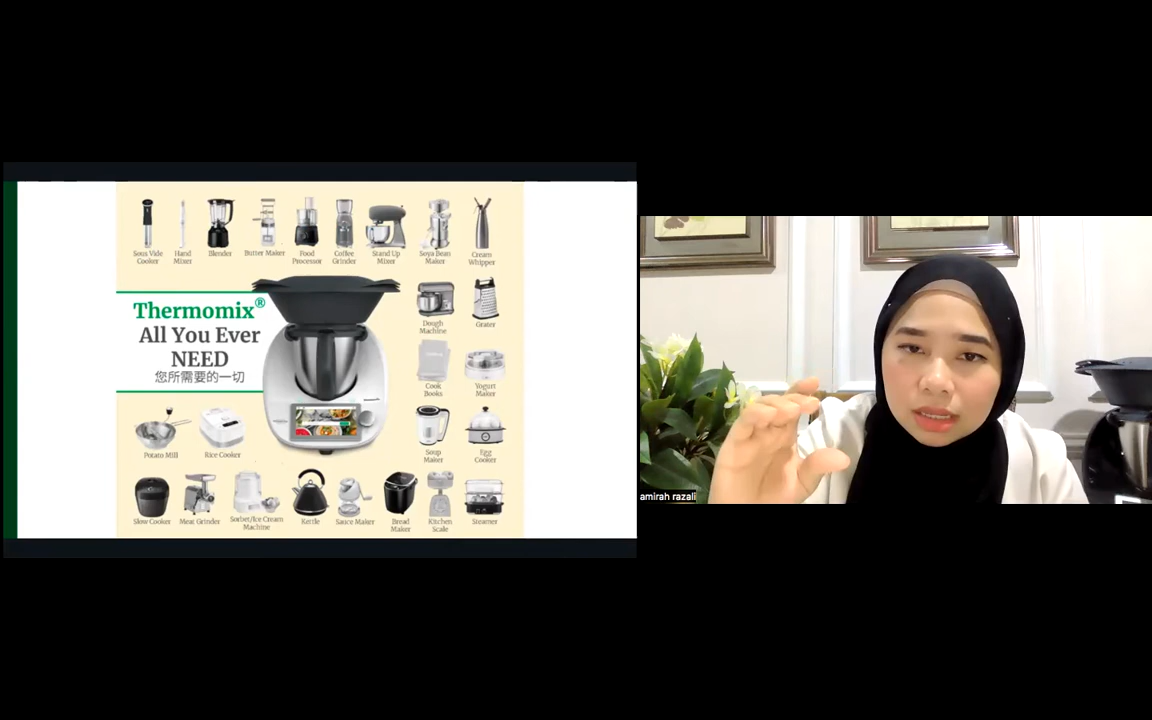 Sous Vide
Cooker
Hand
Mixer
Blender
Butter Maker
Food
Processor
Coffee
Grinder
Stand Up
Mixer
Soya Bean
Maker
Cream
Whipper
Thermomix®
All You Ever
NEED
您所需要的一切
Dough
Machine
Grater
Cook
Books
Yogurt
Maker
Potato Mill
Rice Cooker
Soup
Maker
Egg
Cooker
Slow Cooker
Meat Grinder
Sorbet/Ice Cream
Machine
Kettle
Sauce Maker
Bread
Maker
Kitchen
Scale
Steamer
amirah razali